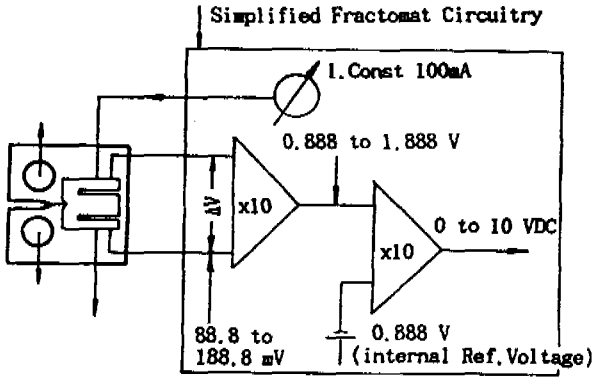 Simplified Fractomat Circuitry
I.Const 100mA
0.888 to 1.888 V
ΔV
x10
x10
0 to 10 VDC
88.8 to
188.8 mV
0.888 V
(internal Ref.Voltage)